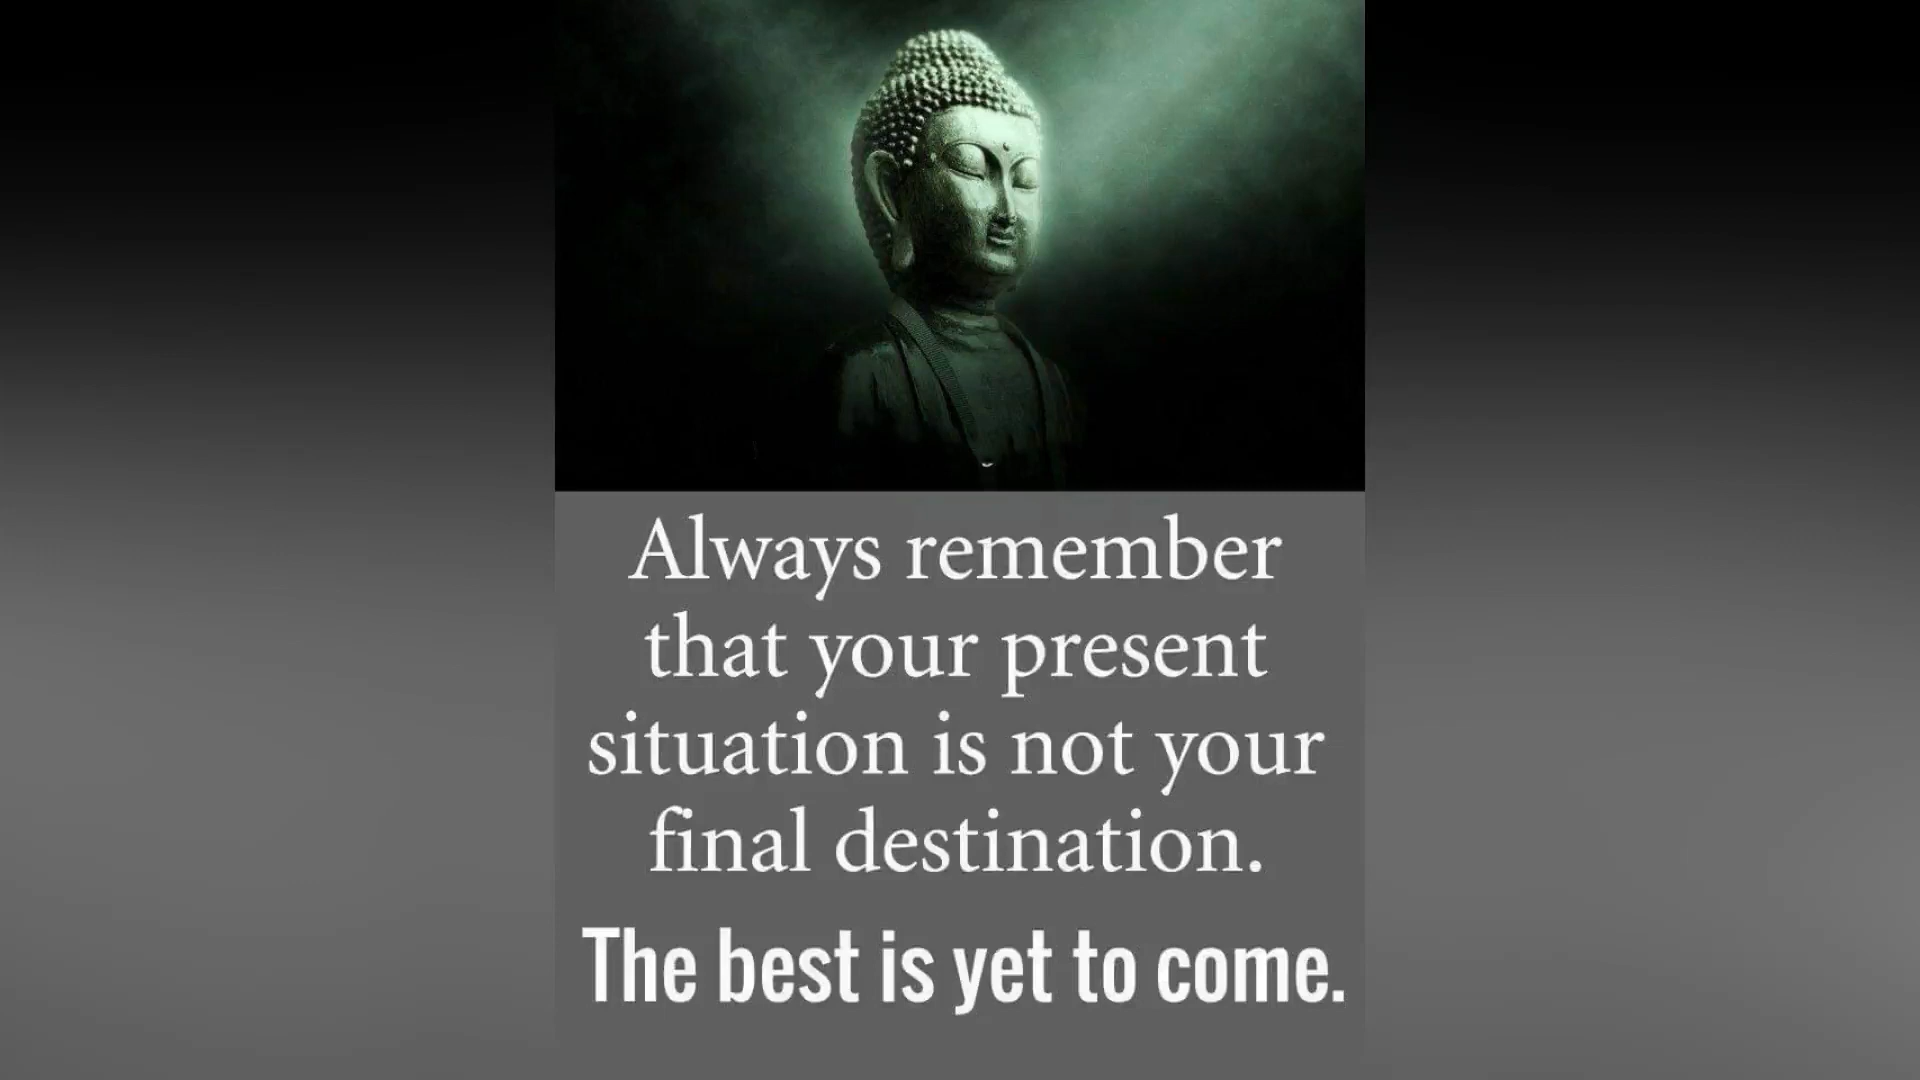 Always remember
that your present
situation is not your
final destination.
The best is yet to come.